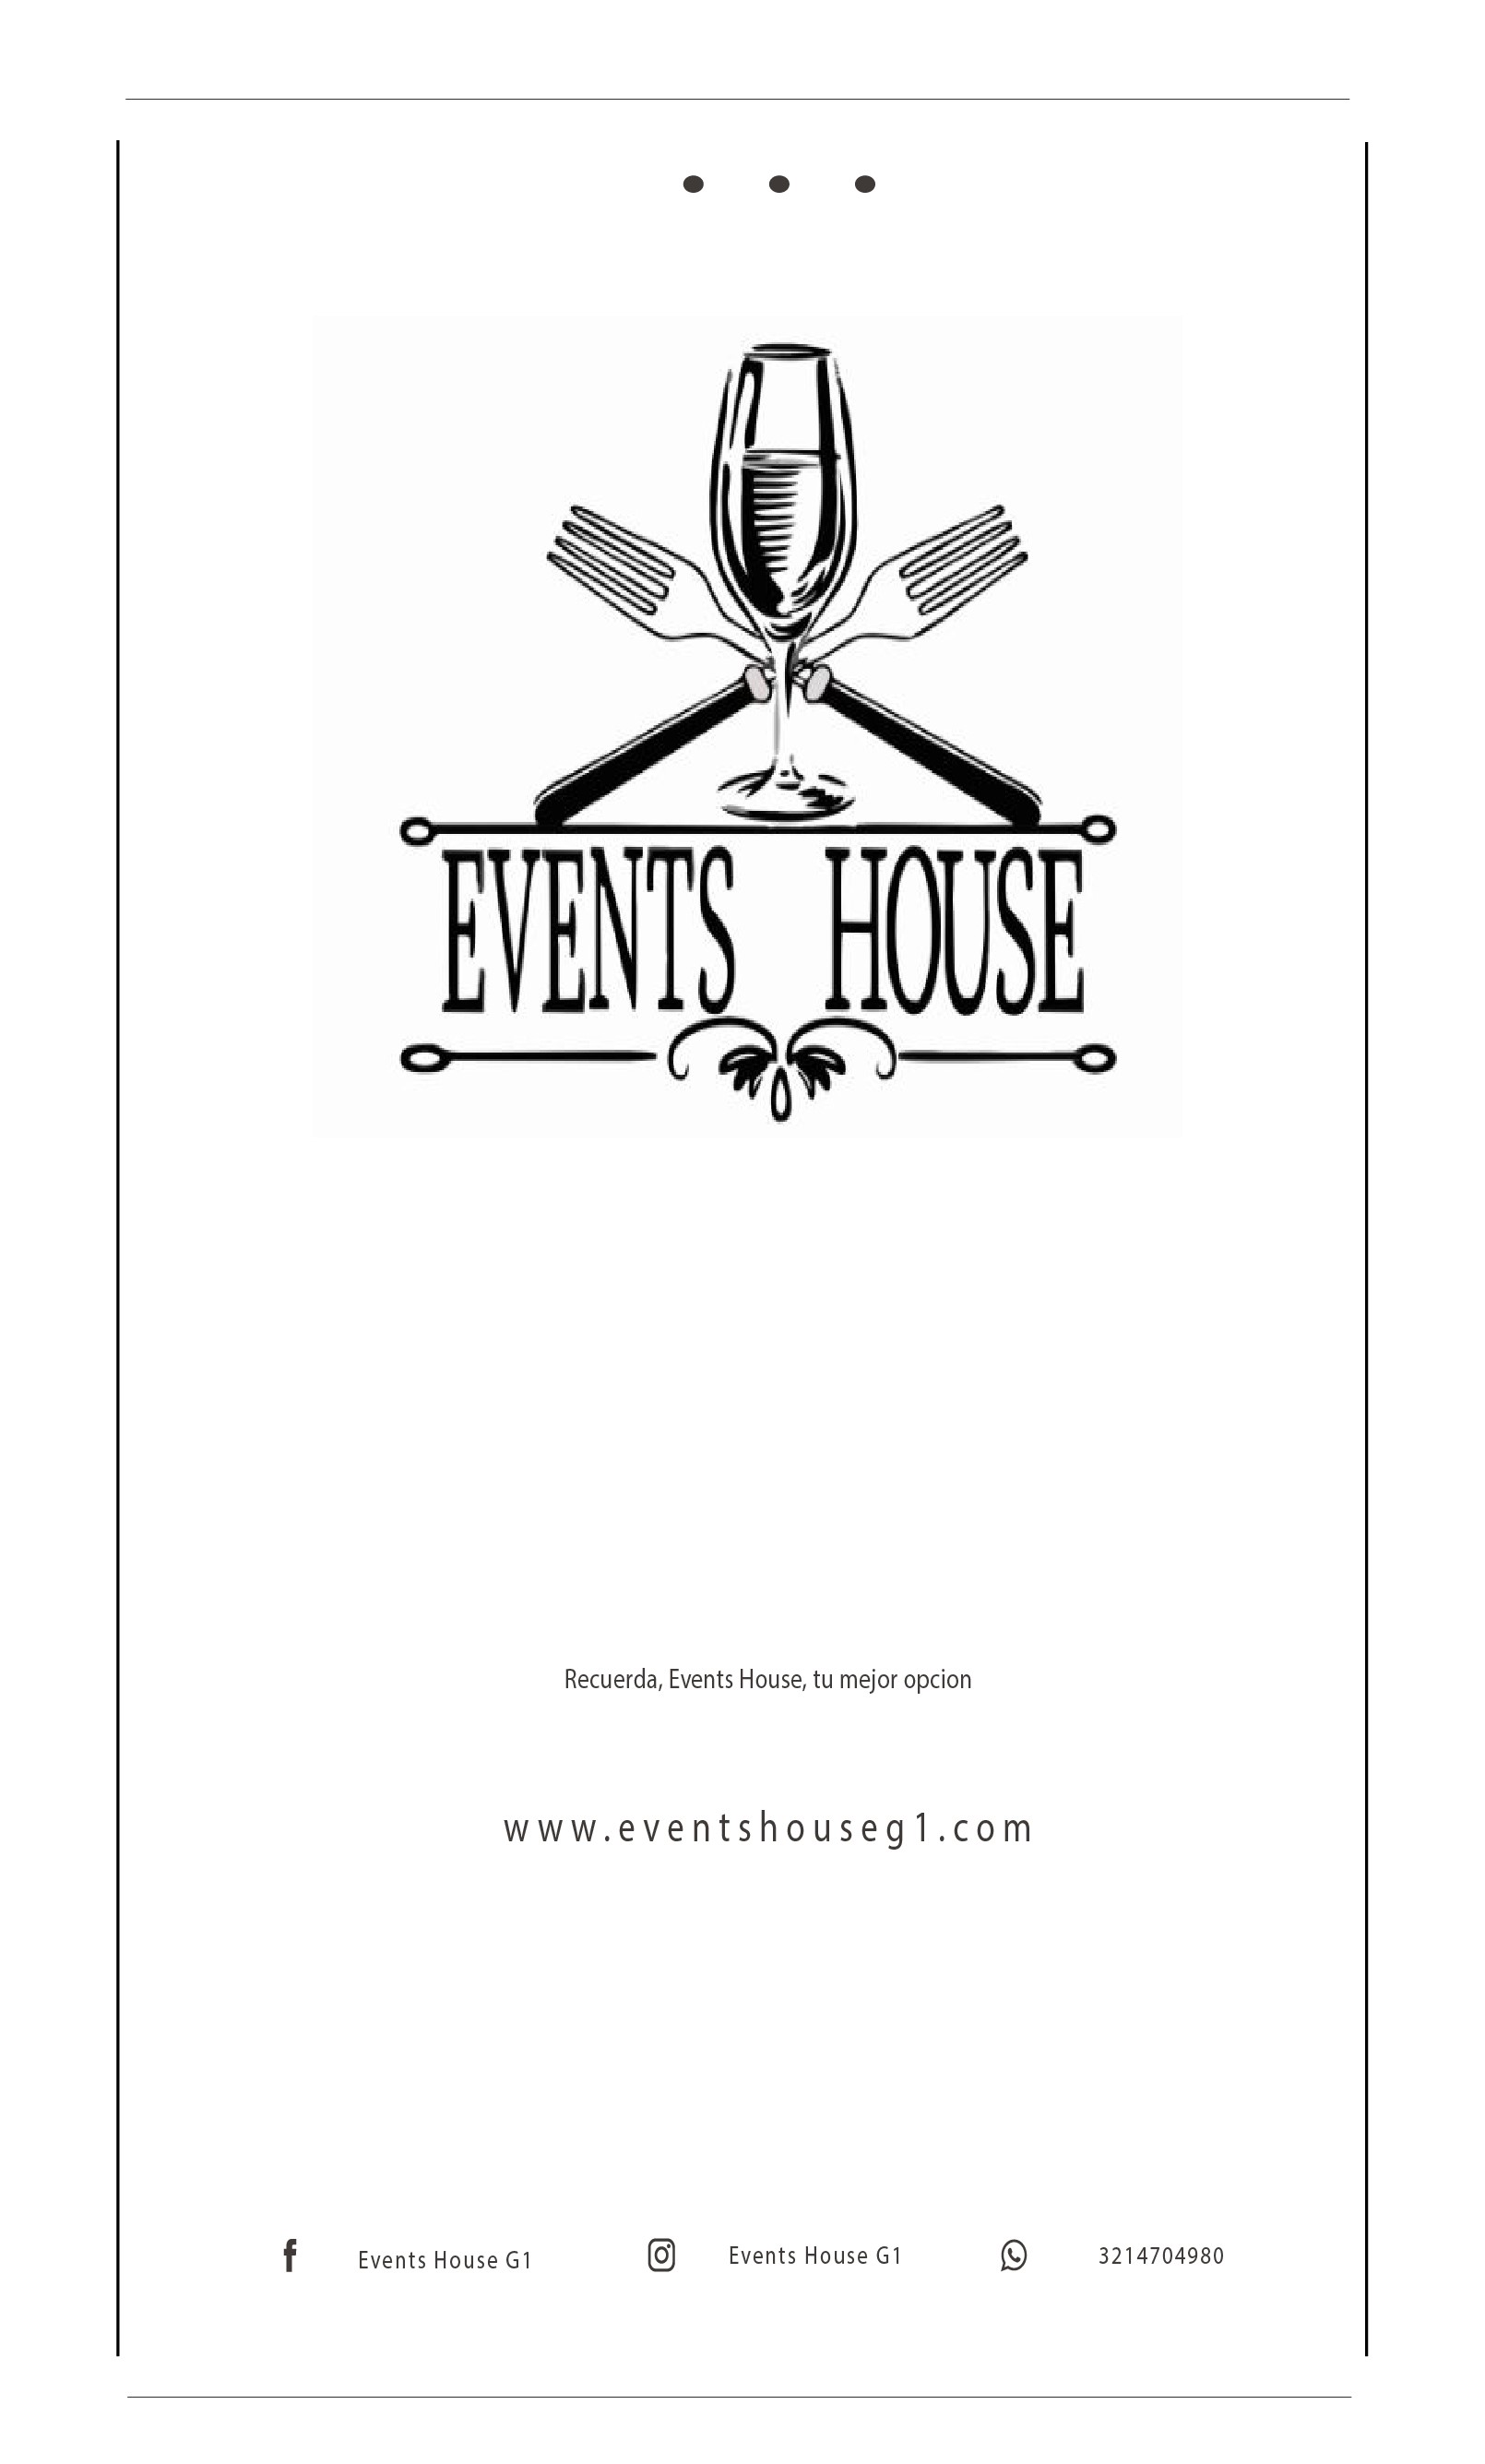 EVENTS HOUSE
Recuerda, Events House, tu mejor opcion
www.eventshouseg1.com
Events House G1 Events House G1 3214704980